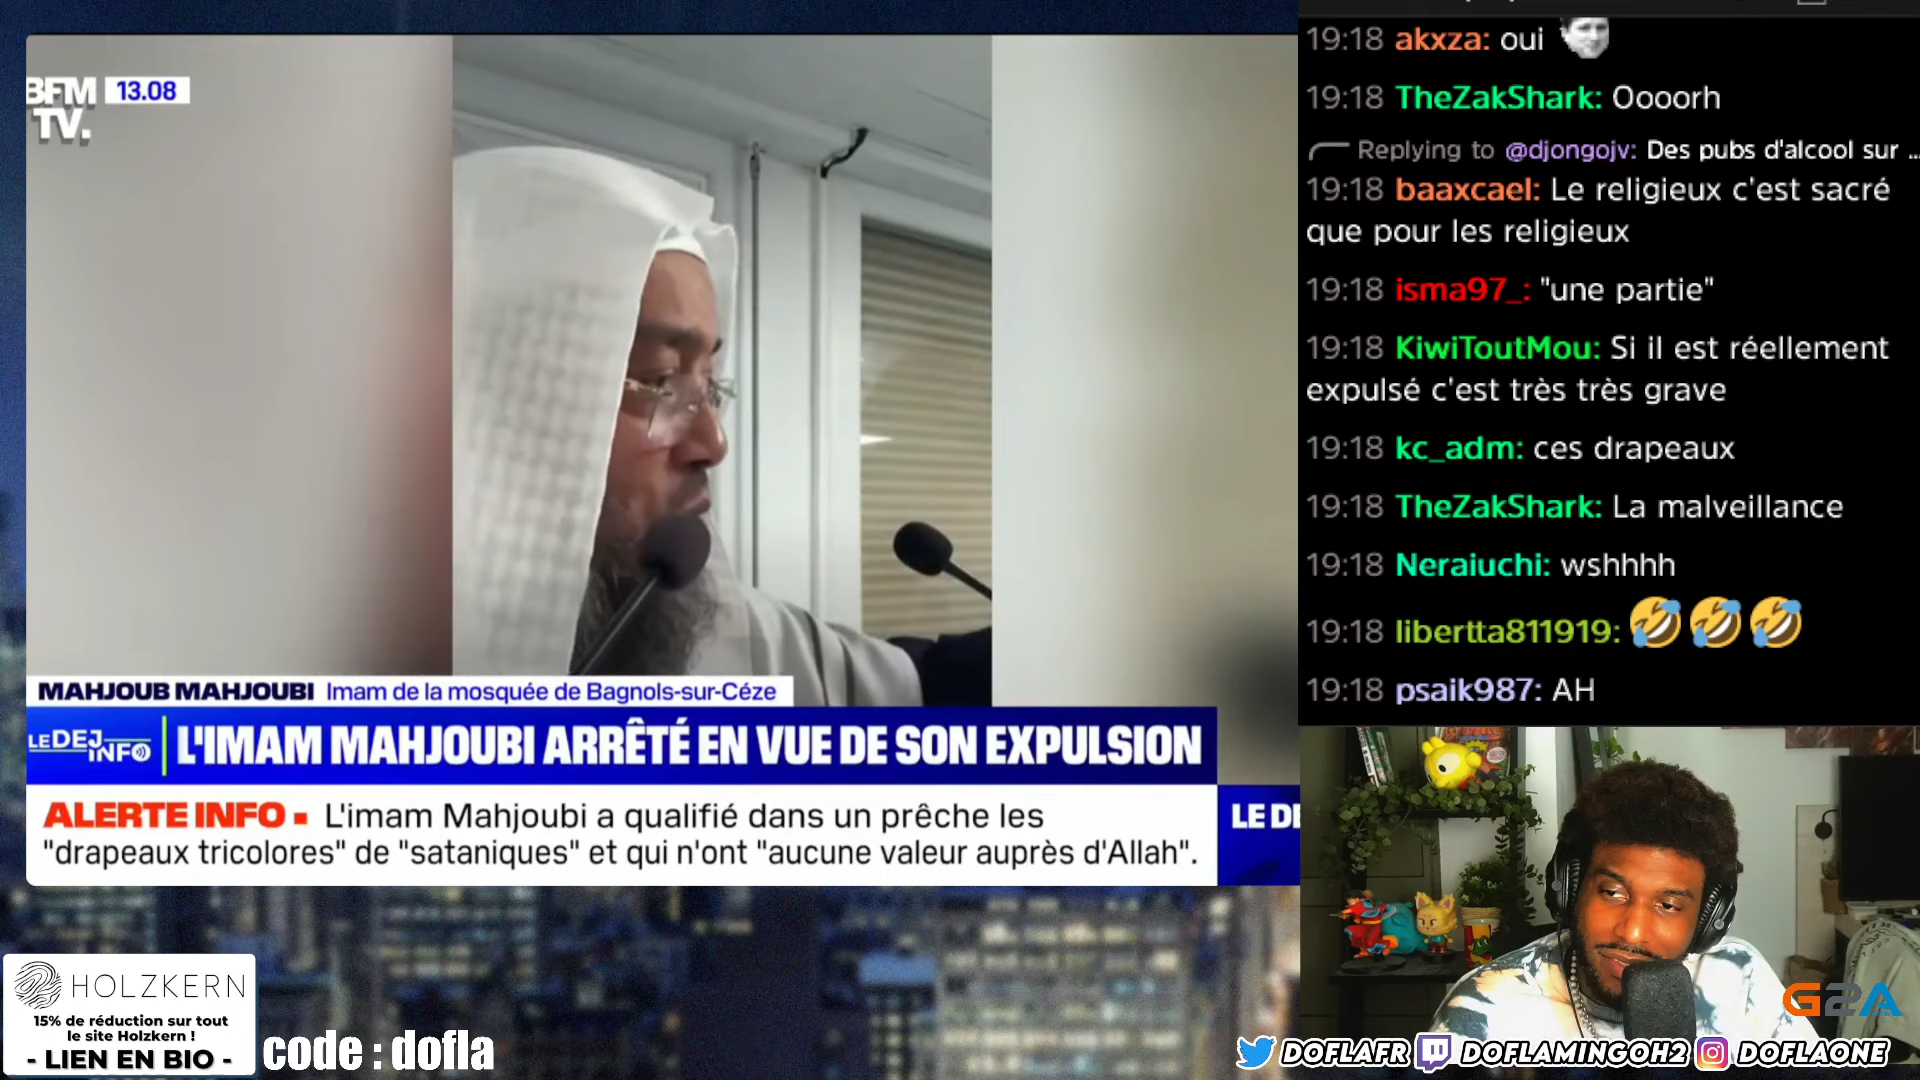 BFM
TV.
13.08
MAHJOUB MAHJOUBI Imam de la mosquée de Bagnols-sur-Céze
LE DEJ INFO
L'IMAM MAHJOUBI ARRÊTÉ EN VUE DE SON EXPULSION
ALERTE INFO ▪ L'imam Mahjoubi a qualifié dans un prêche les
"drapeaux tricolores" de "sataniques" et qui n'ont "aucune valeur auprès d'Allah".
LE DE
19:18 akxza: oui
19:18 TheZakShark: Oooorh
Replying to @djongojv: Des pubs d'alcool sur ...
19:18 baaxcael: Le religieux c'est sacré
que pour les religieux
19:18 isma97_: "une partie"
19:18 KiwiToutMou: Si il est réellement
expulsé c'est très très grave
19:18 kc_adm: ces drapeaux
19:18 TheZakShark: La malveillance
19:18 Neraiuchi: wshhhh
19:18 libertta811919: 🤣 🤣 🤣
19:18 psaik987: AH
HOLZKERN
15% de réduction sur tout
le site Holzkern !
- LIEN EN BIO -
code : dofla
G2A
DOFLAFR DOFLAMINGOH2 DOFLAONE